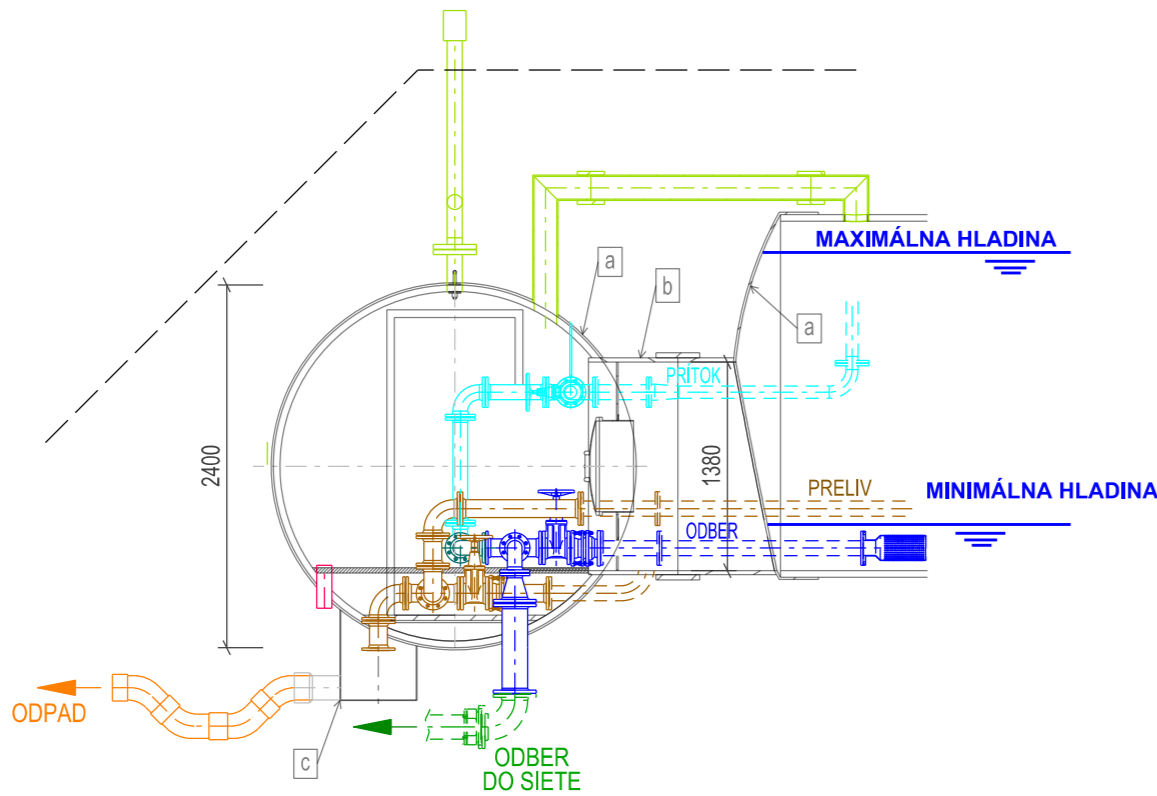 MAXIMÁLNA HLADINA
a
b
a
PRÍTOK
2400
1380
PRELIV
MINIMÁLNA HLADINA
ODBER
ODPAD
c
ODBER
DO SIETE